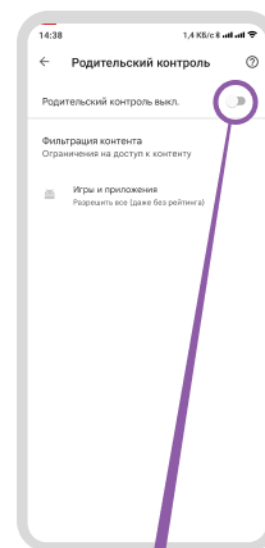 14:38 1,4 КБ/с
← Родительский контроль ?
Родительский контроль выкл.
Фильтрация контента
Ограничения на доступ к контенту
Игры и приложения
Разрешить все (даже без рейтинга)